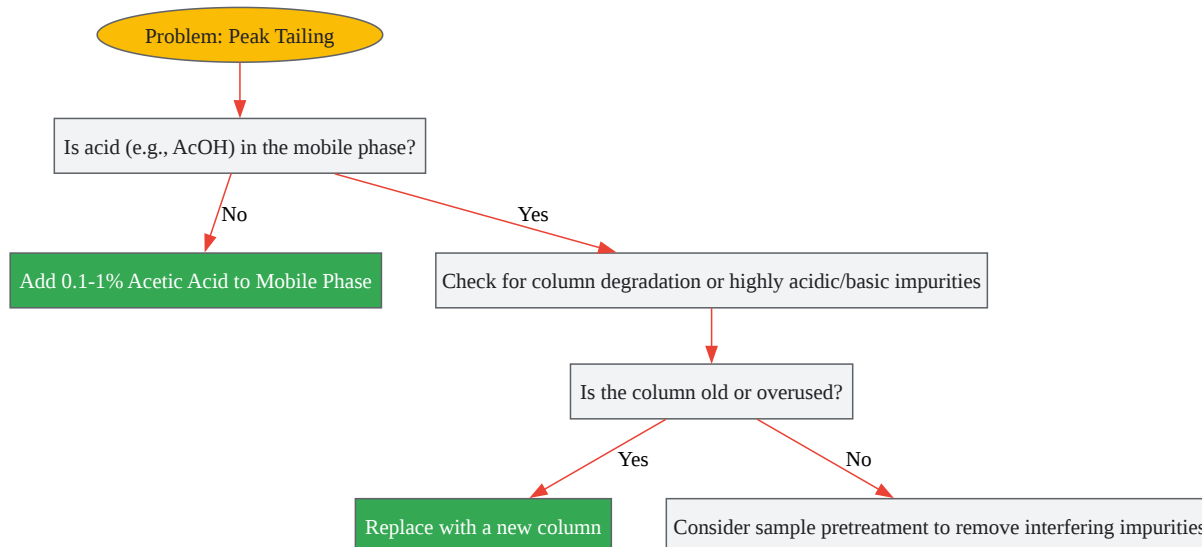 Problem: Peak Tailing
Is acid (e.g., AcOH) in the mobile phase?
No
Yes
Add 0.1-1% Acetic Acid to Mobile Phase
Check for column degradation or highly acidic/basic impurities
Is the column old or overused?
Yes
No
Replace with a new column
Consider sample pretreatment to remove interfering impurities